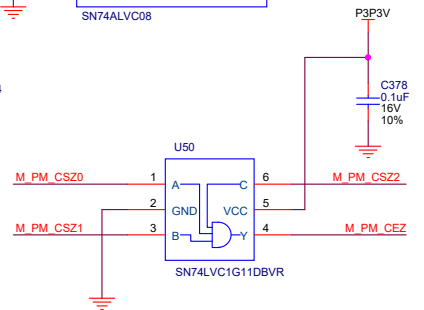 SN74ALVC08
P3P3V
C378
0.1uF
16V
10%
U50
M_PM_CSZ0 1 A C 6 M_PM_CSZ2
2 GND VCC 5
M_PM_CSZ1 3 B Y 4 M_PM_CEZ
SN74LVC1G11DBVR